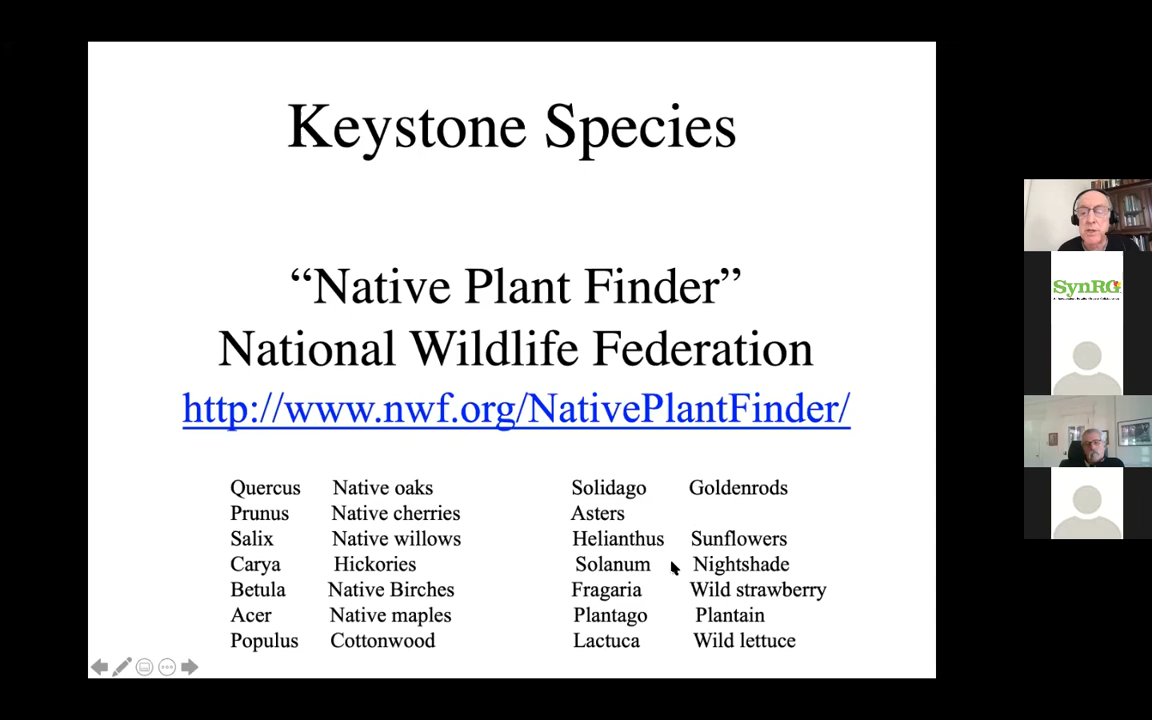 Keystone Species
“Native Plant Finder”
National Wildlife Federation
http://www.nwf.org/NativePlantFinder/
Quercus Native oaks Solidago Goldenrods
Prunus Native cherries Asters
Salix Native willows Helianthus Sunflowers
Carya Hickories Solanum Nightshade
Betula Native Birches Fragaria Wild strawberry
Acer Native maples Plantago Plantain
Populus Cottonwood Lactuca Wild lettuce
SynRG